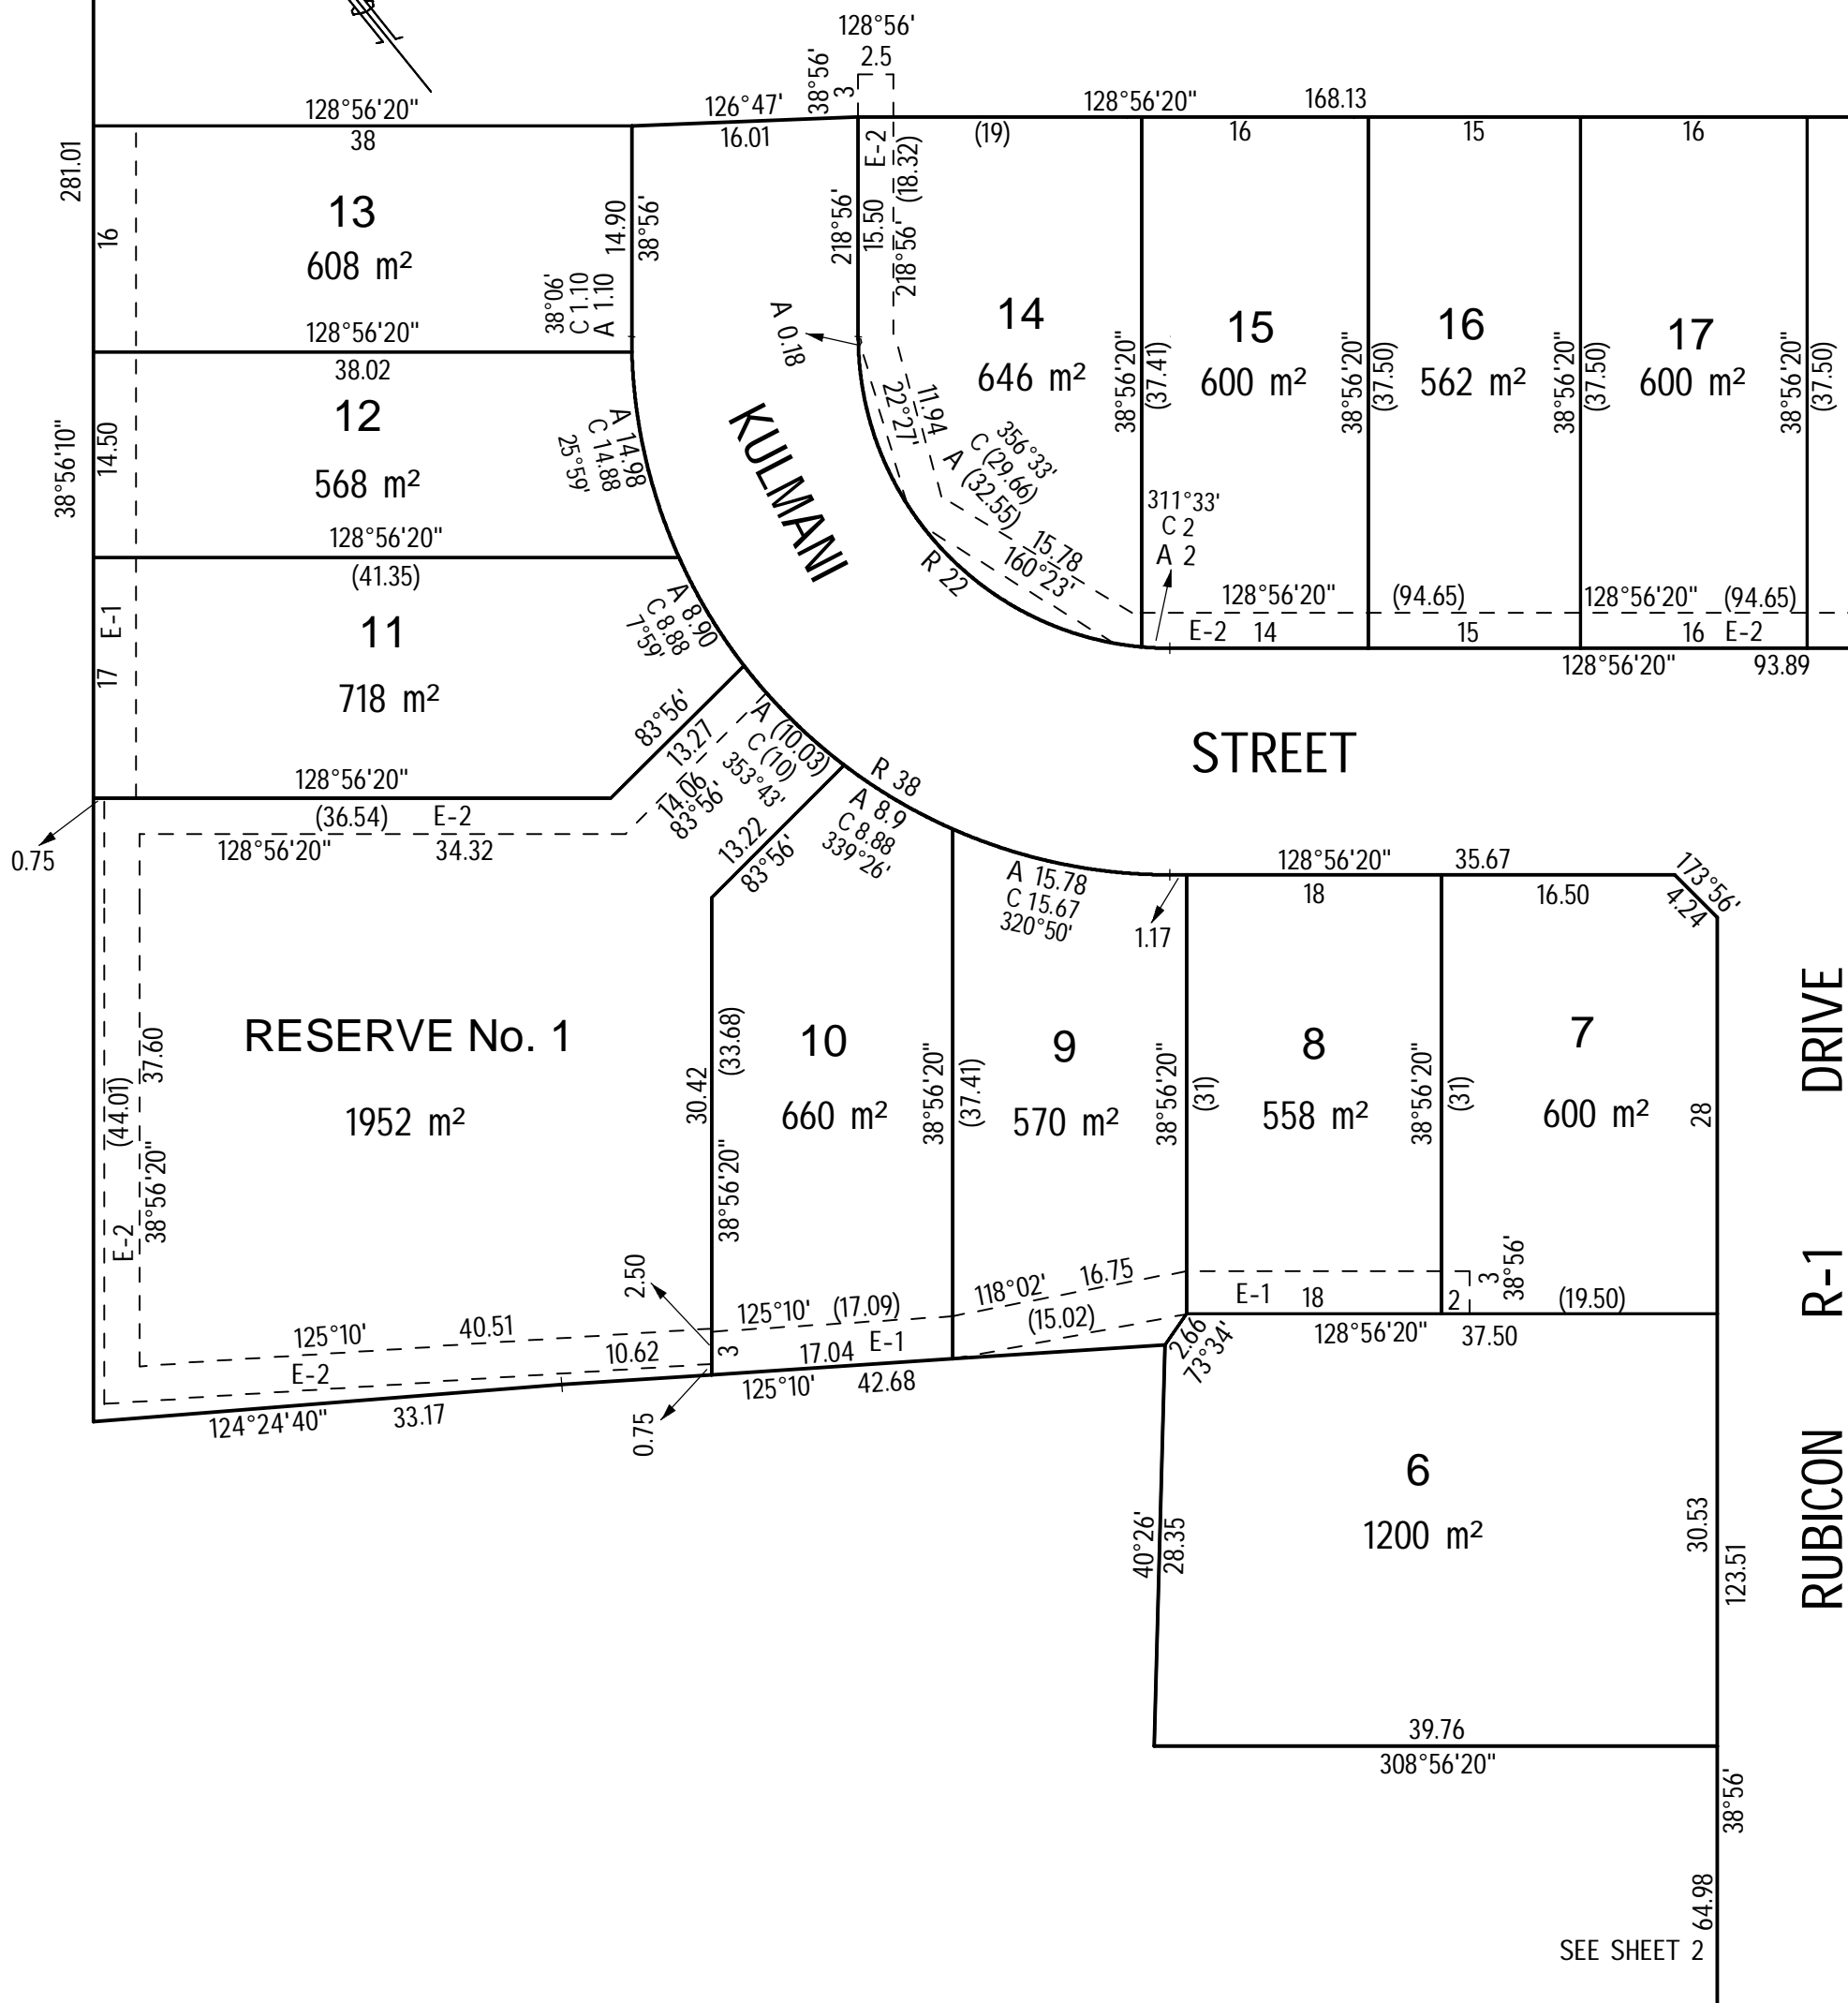 128°56'
2.5
38°56'
3
128°56'20"
38
126°47'
16.01
128°56'20"
168.13
(19)
16
15
16
281.01
38°56'10"
16
13
608 m²
14.90
38°56'
38°06'
C 1.10
A 1.10
128°56'20"
38.02
218°56'
15.50
E-2
(18.32)
218°56'
A 0.18
14
646 m²
38°56'20"
(37.41)
15
600 m²
38°56'20"
(37.50)
16
562 m²
38°56'20"
(37.50)
17
600 m²
38°56'20"
(37.50)
14.50
12
568 m²
A 14.98
C 14.88
25°59'
128°56'20"
(41.35)
KULMANI
11.94
22°27'
356°33'
C (29.66)
A (32.55)
15.78
160°23'
R 22
311°33'
C 2
A 2
128°56'20"
(94.65)
128°56'20"
(94.65)
E-2
14
15
16
E-2
128°56'20"
93.89
E-1
17
11
718 m²
A 8.90
C 8.88
7°59'
83°56'
13.27
128°56'20"
(36.54)
E-2
128°56'20"
34.32
0.75
14.06
83°56'
A (10.03)
C (10)
353°43'
R 38
STREET
13.22
83°56'
A 8.9
C 8.88
339°26'
A 15.78
C 15.67
320°50'
1.17
128°56'20"
35.67
18
16.50
173°56'
4.24
RESERVE No. 1
1952 m²
(44.01)
37.60
38°56'20"
E-2
30.42
(33.68)
38°56'20"
10
660 m²
38°56'20"
(37.41)
9
570 m²
38°56'20"
(31)
8
558 m²
38°56'20"
(31)
7
600 m²
28
DRIVE
R-1
RUBICON
2.50
125°10'
40.51
10.62
E-2
124°24'40"
33.17
0.75
3
125°10'
(17.09)
17.04
E-1
125°10'
42.68
118°02'
16.75
(15.02)
E-1
18
2
3
38°56'
(19.50)
128°56'20"
37.50
2.66
73°34'
6
1200 m²
40°26'
28.35
30.53
123.51
39.76
308°56'20"
38°56'
64.98
SEE SHEET 2